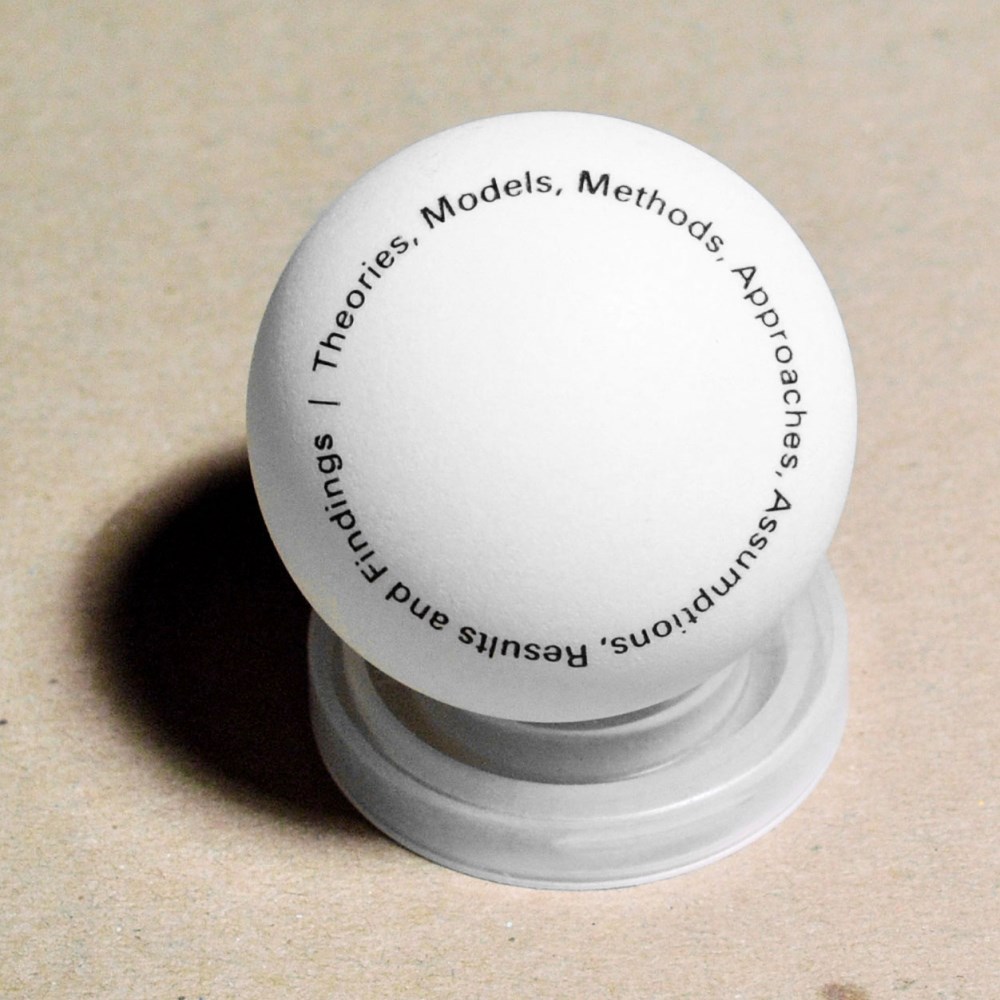 Theories, Models, Methods, Approaches, Assumptions, Results and Findings |